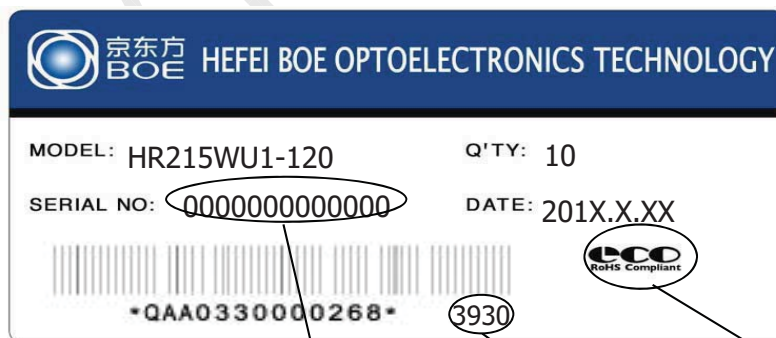 京东方
BOE
HEFEI BOE OPTOELECTRONICS TECHNOLOGY
MODEL: HR215WU1-120
Q'TY: 10
SERIAL NO: 0000000000000
DATE: 201X.X.XX
eco
RoHS Compliant
*QAA0330000268*
3930